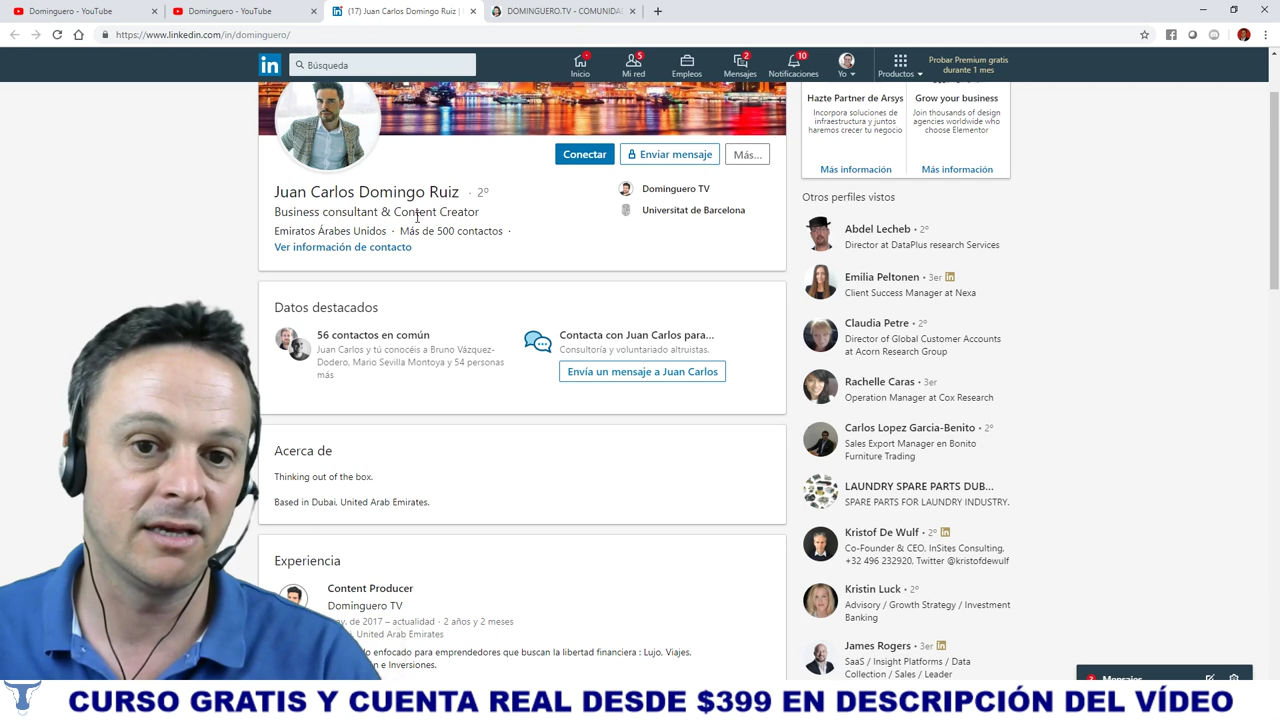 Dominguero - YouTube
Dominguero - YouTube
(17) Juan Carlos Domingo Ruiz |
DOMINGUERO.TV - COMUNIDA
https://www.linkedin.com/in/dominguero/
in
Búsqueda
Inicio
5
Mi red
Empleos
2
Mensajes
10
Notificaciones
Yo
Productos
Probar Premium gratis
durante 1 mes
Juan Carlos Domingo Ruiz · 2º
Business consultant & Content Creator
Emiratos Árabes Unidos · Más de 500 contactos ·
Ver información de contacto
Conectar
Enviar mensaje
Más...
Dominguero TV
Universitat de Barcelona
Datos destacados
56 contactos en común
Juan Carlos y tú conocéis a Bruno Vázquez-
Dodero, Mario Sevilla Montoya y 54 personas
más
Contacta con Juan Carlos para...
Consultoría y voluntariado altruistas.
Envía un mensaje a Juan Carlos
Acerca de
Thinking out of the box.
Based in Dubai, United Arab Emirates.
Experiencia
Content Producer
Dominguero TV
de 2017 – actualidad · 2 años y 2 meses
United Arab Emirates
enfocado para emprendedores que buscan la libertad financiera : Lujo, Viajes,
e Inversiones.
Hazte Partner de Arsys
Incorpora soluciones de
infraestructura y juntos
haremos crecer tu negocio
Más información
Grow your business
Join thousands of design
agencies worldwide who
choose Elementor
Más información
Otros perfiles vistos
Abdel Lecheb · 2º
Director at DataPlus research Services
Emilia Peltonen · 3er in
Client Success Manager at Nexa
Claudia Petre · 2º
Director of Global Customer Accounts
at Acorn Research Group
Rachelle Caras · 3er
Operation Manager at Cox Research
Carlos Lopez Garcia-Benito · 2º
Sales Export Manager en Bonito
Furniture Trading
LAUNDRY SPARE PARTS DUB...
SPARE PARTS FOR LAUNDRY INDUSTRY.
Kristof De Wulf · 2º in
Co-Founder & CEO, InSites Consulting,
+32 496 232920, Twitter @kristofdewulf
Kristin Luck · 2º
Advisory / Growth Strategy / Investment
Banking
James Rogers · 3er in
SaaS / Insight Platforms / Data
Collection / Sales / Leader
2 Mensajes
CURSO GRATIS Y CUENTA REAL DESDE $399 EN DESCRIPCIÓN DEL VÍDEO